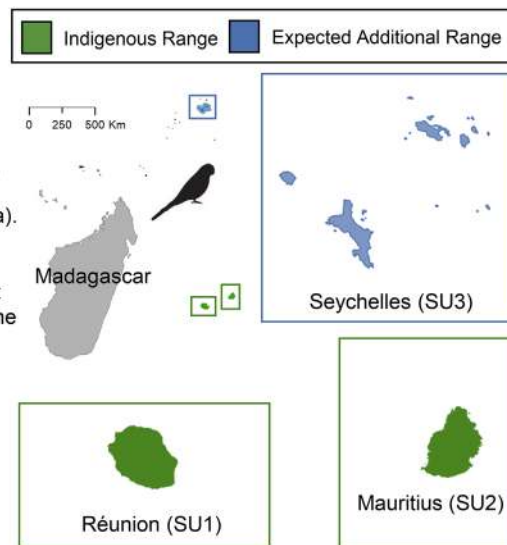 Indigenous Range
Expected Additional Range
0 250 500 Km
a).
Madagascar
Seychelles (SU3)
Réunion (SU1)
Mauritius (SU2)